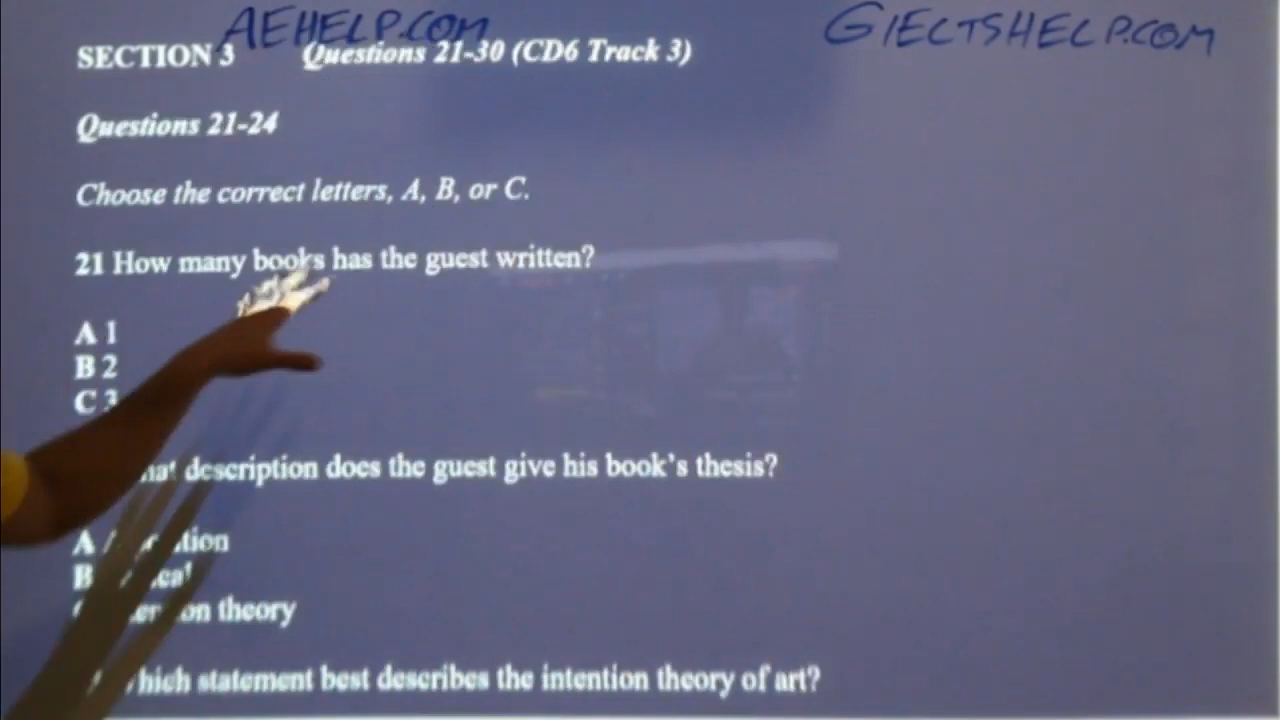 AEHELP.COM GIELTSHELP.COM
SECTION 3 Questions 21-30 (CD6 Track 3)
Questions 21-24
Choose the correct letters, A, B, or C.
21 How many books has the guest written?
A 1
B 2
C 3
description does the guest give his book's thesis?
A
B
on theory
Which statement best describes the intention theory of art?